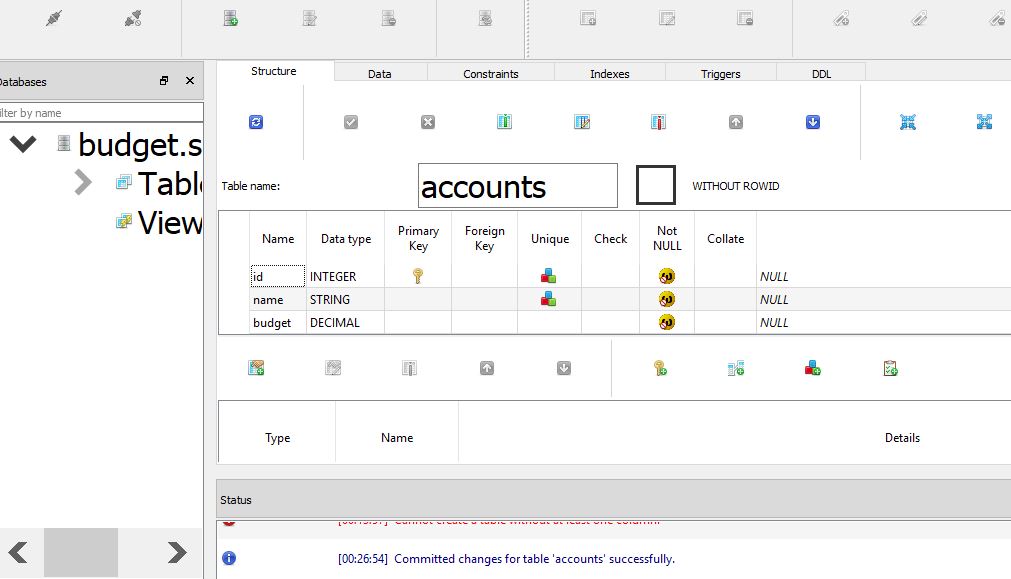 Databases
Structure
Data
Constraints
Indexes
Triggers
DDL
ilter by name
budget.s
Table
View
Table name:
accounts
WITHOUT ROWID
Name
Data type
Primary
Key
Foreign
Key
Unique
Check
Not
NULL
Collate
id INTEGER NULL
name STRING NULL
budget DECIMAL NULL
Type
Name
Details
Status
Cannot create a table without at least one column.
[00:26:54] Committed changes for table 'accounts' successfully.